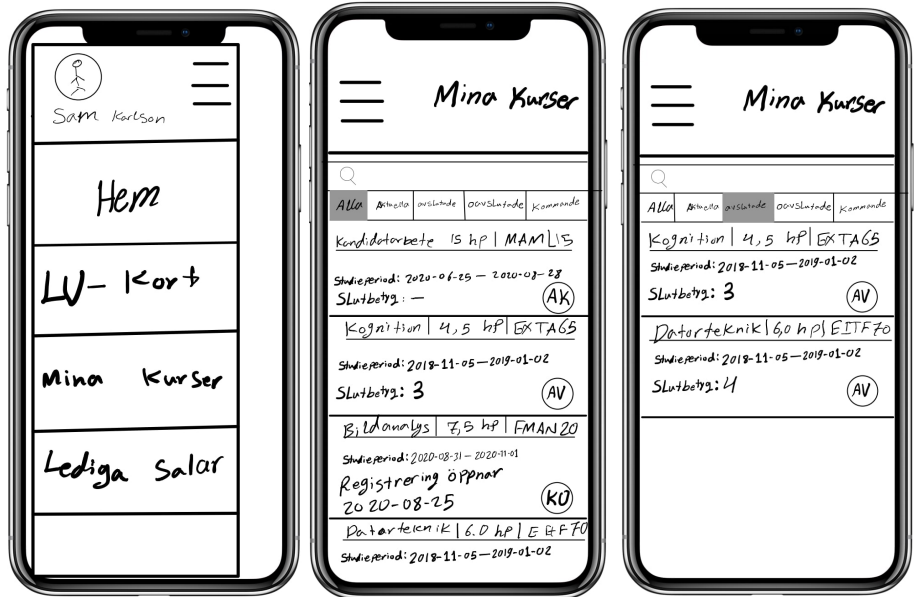 Sam Karlson
Hem
LU-Kort
Mina Kurser
Lediga Salar
Mina Kurser
Alla Aktuella avslutade oavslutade Kommande
Kandidatarbete 15 hp | MAML15
Studieperiod: 2020-06-25 - 2020-08-28
Slutbetyg: -
AK
Kognition | 4,5 hp | EXTA65
Studieperiod: 2018-11-05-2019-01-02
Slutbetyg: 3
AV
Bildanalys | 7,5 hp | FMAN20
Studieperiod: 2020-08-31 - 2020-11-01
Registrering öppnar
2020-08-25
KO
Datorteknik | 6.0 hp | EITF70
Studieperiod: 2018-11-05-2019-01-02
Mina Kurser
Alla Aktuella avslutade oavslutade Kommande
Kognition | 4,5 hp | EXTA65
Studieperiod: 2018-11-05-2019-01-02
Slutbetyg: 3
AV
Datorteknik | 6,0 hp | EITF70
Studieperiod: 2018-11-05-2019-01-02
Slutbetyg: 4
AV